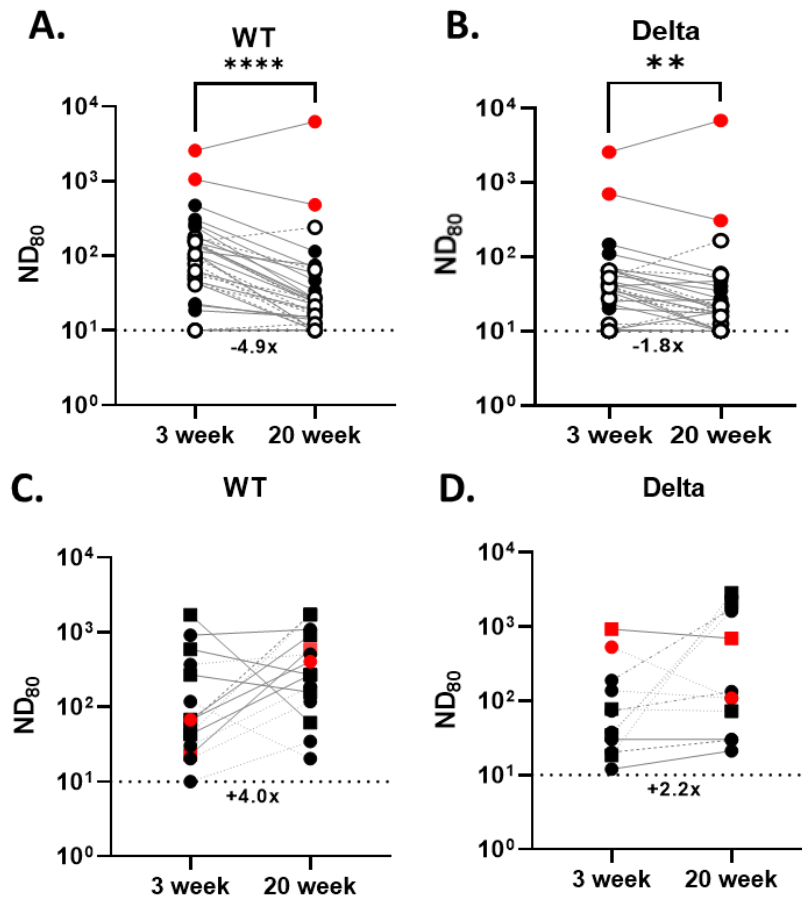 A.
WT
****
10⁴
10³
10²
10¹
10⁰
ND₈₀
-4.9x
3 week
20 week
B.
Delta
**
10⁴
10³
10²
10¹
10⁰
ND₈₀
-1.8x
3 week
20 week
C.
WT
10⁴
10³
10²
10¹
10⁰
ND₈₀
+4.0x
3 week
20 week
D.
Delta
10⁴
10³
10²
10¹
10⁰
ND₈₀
+2.2x
3 week
20 week